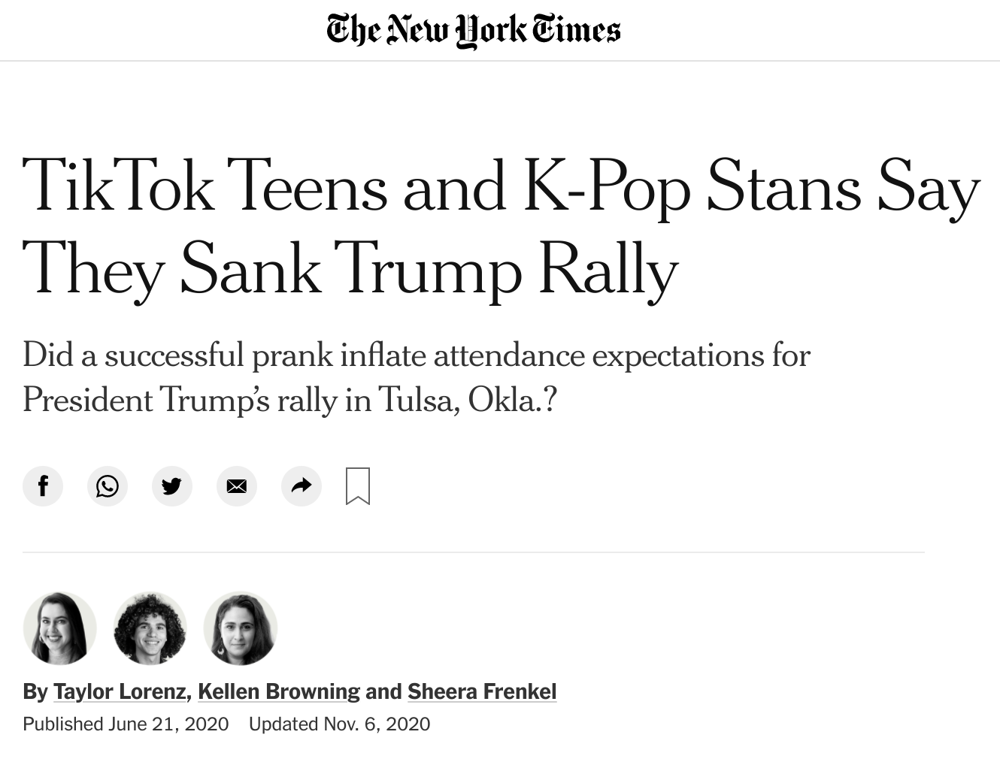 The New York Times
TikTok Teens and K-Pop Stans Say
They Sank Trump Rally
Did a successful prank inflate attendance expectations for
President Trump’s rally in Tulsa, Okla.?
By Taylor Lorenz, Kellen Browning and Sheera Frenkel
Published June 21, 2020 Updated Nov. 6, 2020